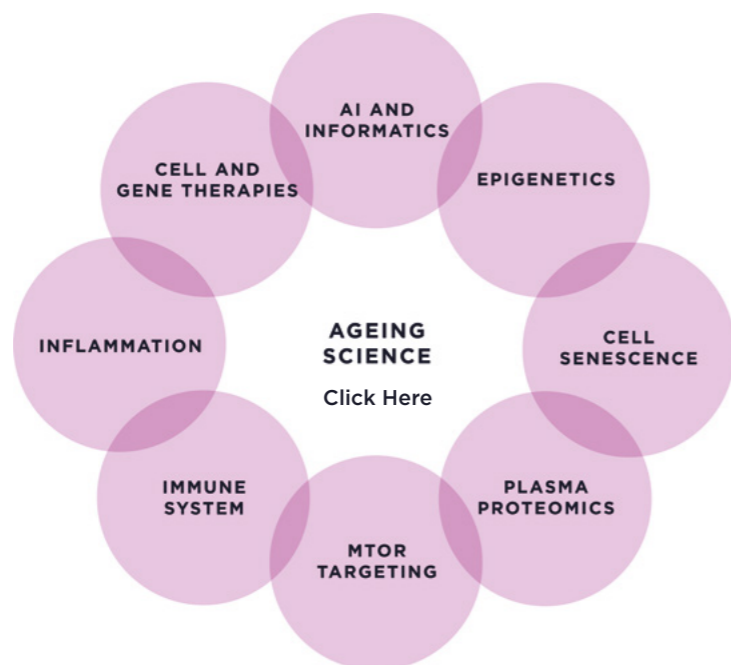 AI AND
INFORMATICS
EPIGENETICS
CELL
SENESCENCE
PLASMA
PROTEOMICS
MTOR
TARGETING
IMMUNE
SYSTEM
INFLAMMATION
CELL AND
GENE THERAPIES
AGEING
SCIENCE
Click Here